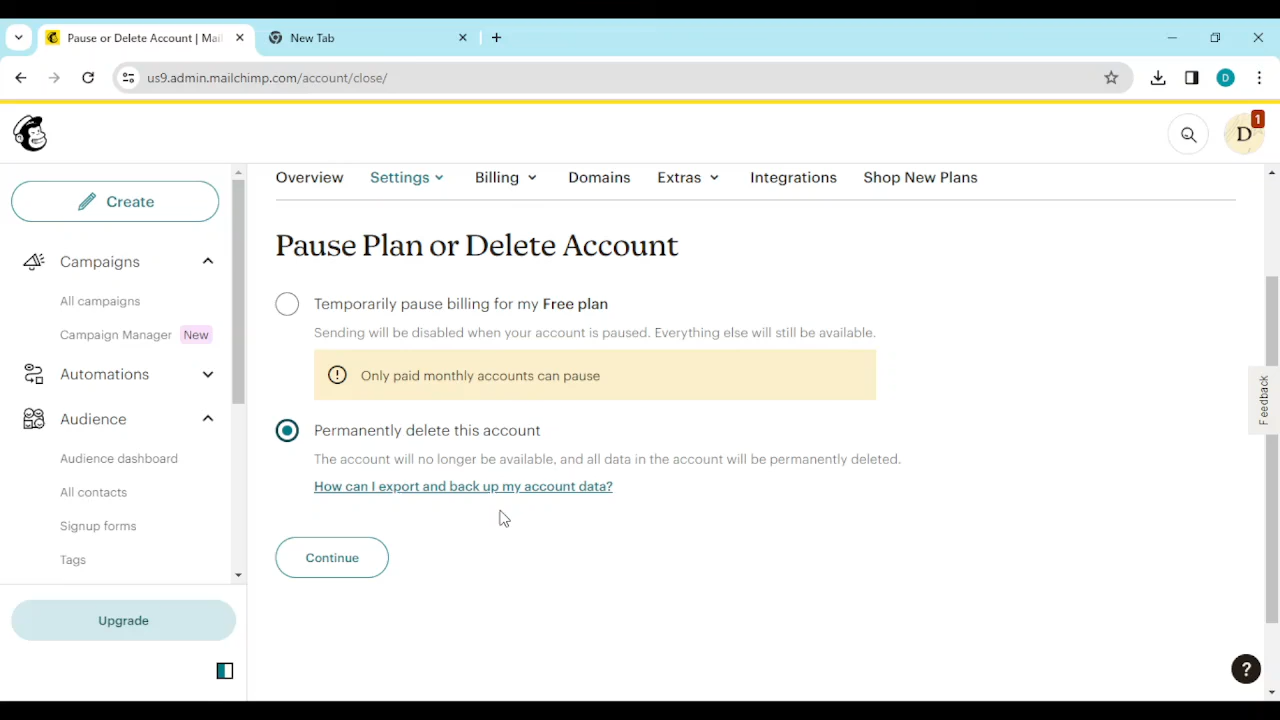 Pause or Delete Account | Mai
New Tab
us9.admin.mailchimp.com/account/close/
D
D
1
Create
Campaigns
All campaigns
Campaign Manager New
Automations
Audience
Audience dashboard
All contacts
Signup forms
Tags
Upgrade
Overview Settings Billing Domains Extras Integrations Shop New Plans
Pause Plan or Delete Account
Temporarily pause billing for my Free plan
Sending will be disabled when your account is paused. Everything else will still be available.
Only paid monthly accounts can pause
Permanently delete this account
The account will no longer be available, and all data in the account will be permanently deleted.
How can I export and back up my account data?
Continue
Feedback
?